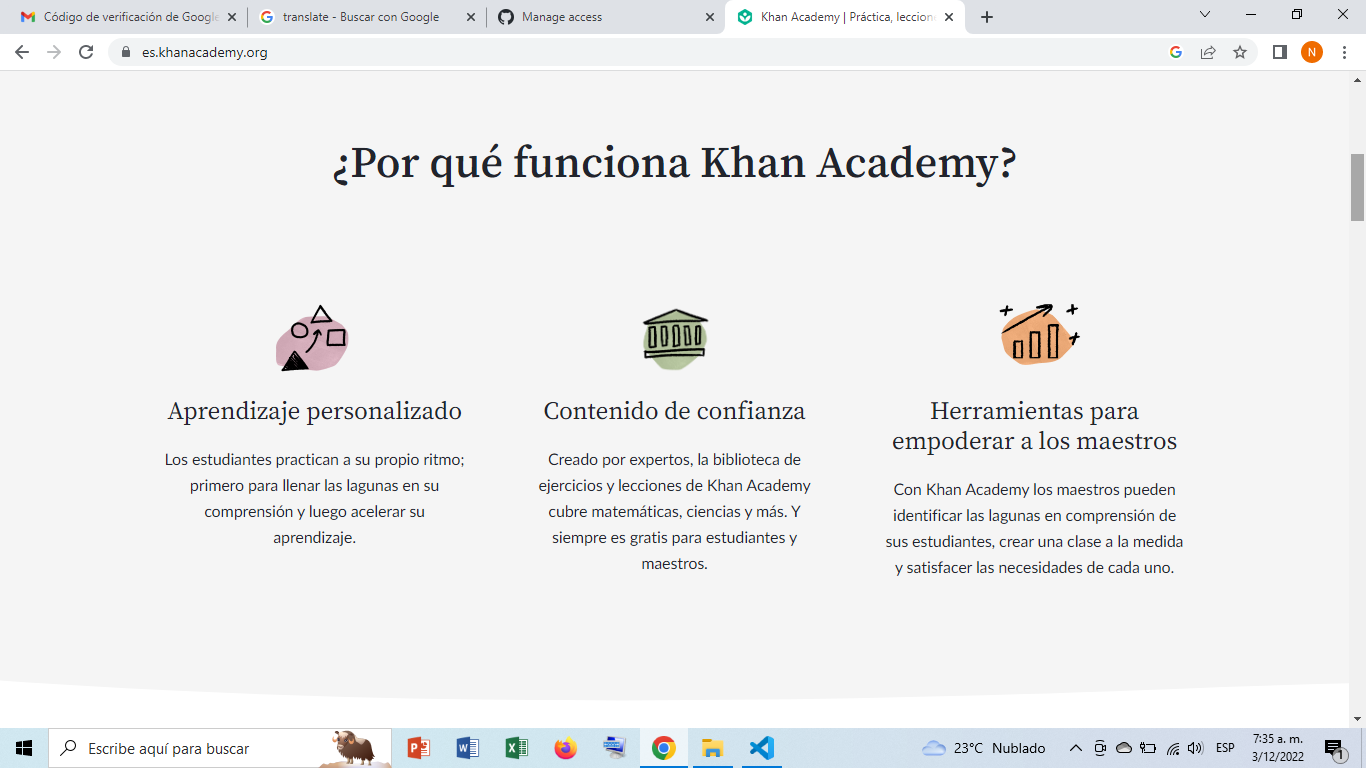 Código de verificación de Google
translate - Buscar con Google
Manage access
Khan Academy | Práctica, leccione
es.khanacademy.org
N
¿Por qué funciona Khan Academy?
Aprendizaje personalizado
Los estudiantes practican a su propio ritmo;
primero para llenar las lagunas en su
comprensión y luego acelerar su
aprendizaje.
Contenido de confianza
Creado por expertos, la biblioteca de
ejercicios y lecciones de Khan Academy
cubre matemáticas, ciencias y más. Y
siempre es gratis para estudiantes y
maestros.
Herramientas para
empoderar a los maestros
Con Khan Academy los maestros pueden
identificar las lagunas en comprensión de
sus estudiantes, crear una clase a la medida
y satisfacer las necesidades de cada uno.
Escribe aquí para buscar
23°C Nublado
ESP
7:35 a. m.
3/12/2022
1